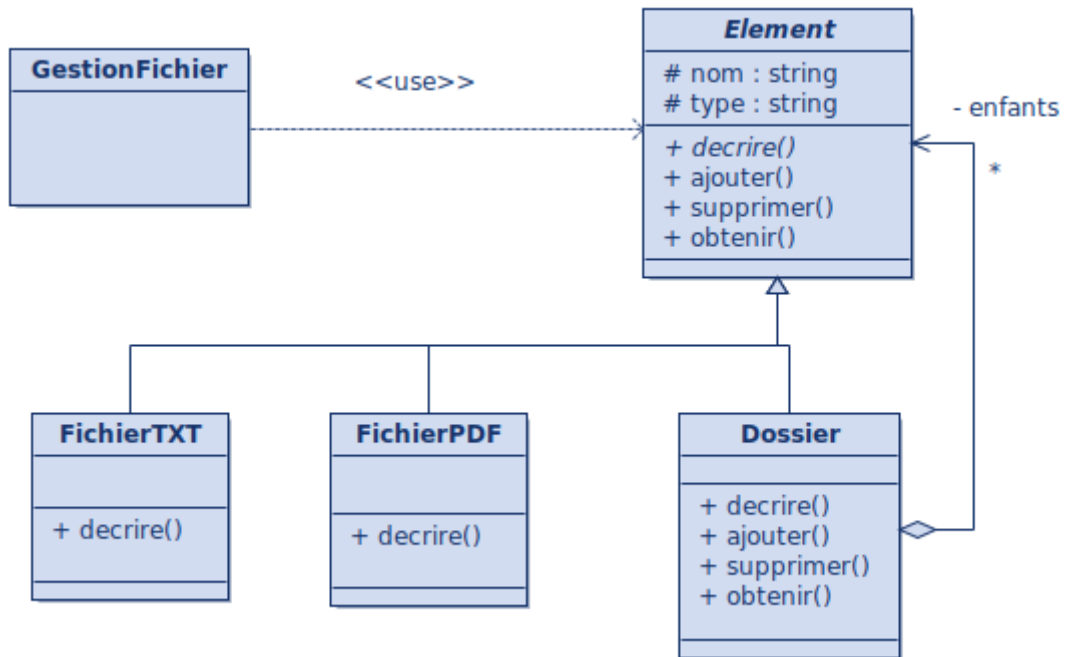 GestionFichier
<<use>>
Element
# nom : string
# type : string
+ decrire()
+ ajouter()
+ supprimer()
+ obtenir()
- enfants
*
FichierTXT
+ decrire()
FichierPDF
+ decrire()
Dossier
+ decrire()
+ ajouter()
+ supprimer()
+ obtenir()